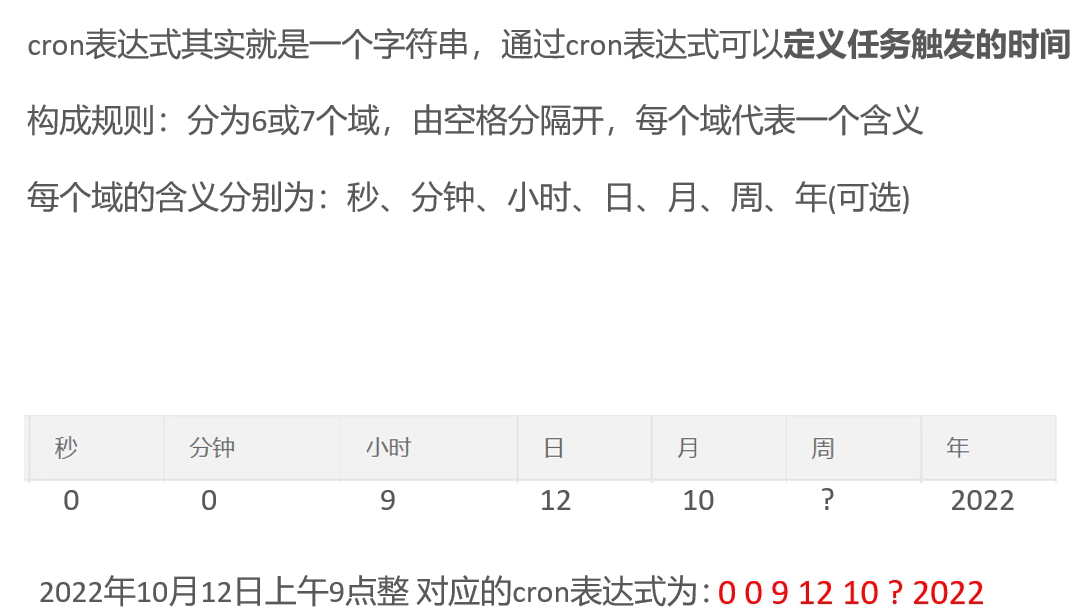 cron表达式其实就是一个字符串，通过cron表达式可以定义任务触发的时间
构成规则：分为6或7个域，由空格分隔开，每个域代表一个含义
每个域的含义分别为：秒、分钟、小时、日、月、周、年(可选)
秒 分钟 小时 日 月 周 年
0 0 9 12 10 ? 2022
2022年10月12日上午9点整 对应的cron表达式为：0 0 9 12 10 ? 2022